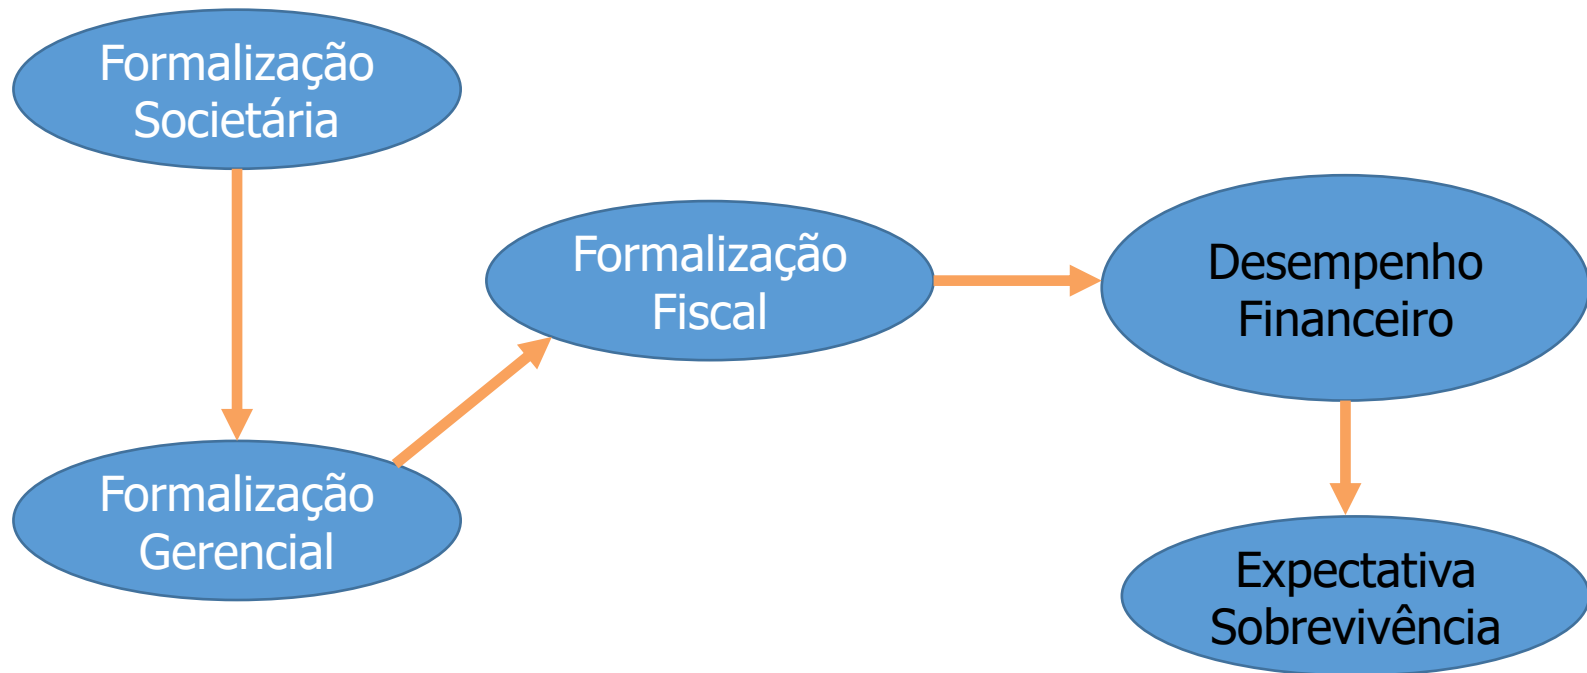 Formalização
Societária
Formalização
Gerencial
Formalização
Fiscal
Desempenho
Financeiro
Expectativa
Sobrevivência